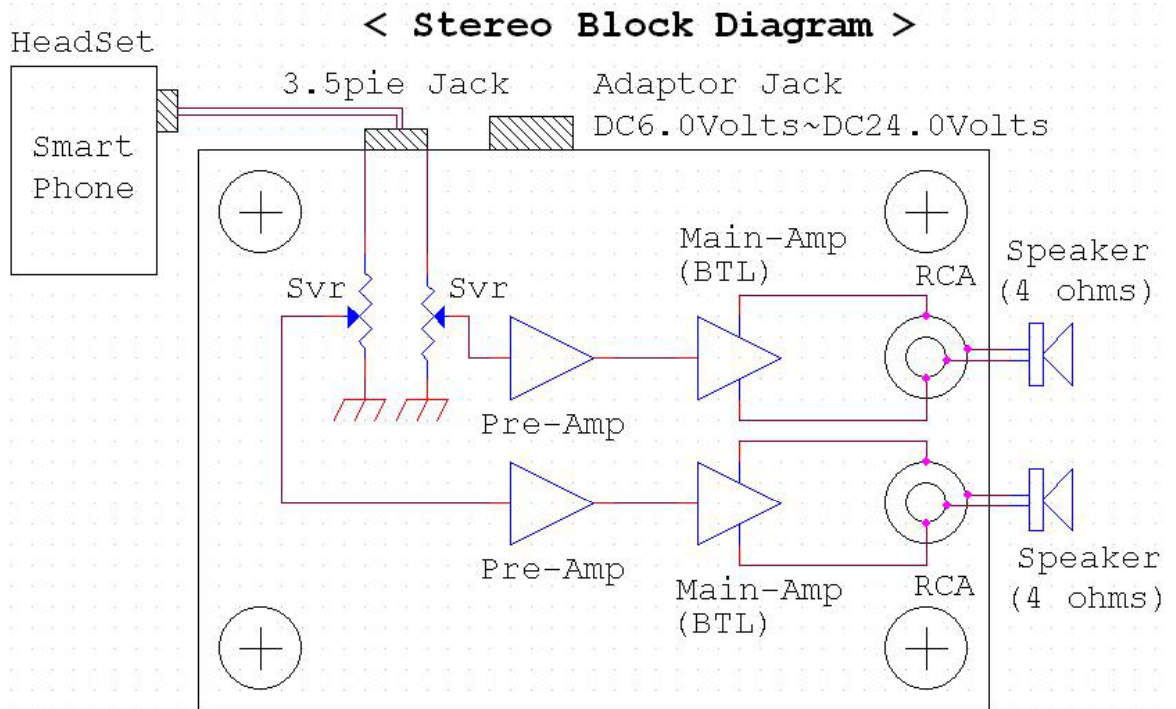 < Stereo Block Diagram >
HeadSet
3.5pie Jack
Adaptor Jack
DC6.0Volts~DC24.0Volts
Smart
Phone
Main-Amp
(BTL)
RCA
Speaker
(4 ohms)
Svr
Svr
Pre-Amp
Pre-Amp
Main-Amp
(BTL)
RCA
Speaker
(4 ohms)